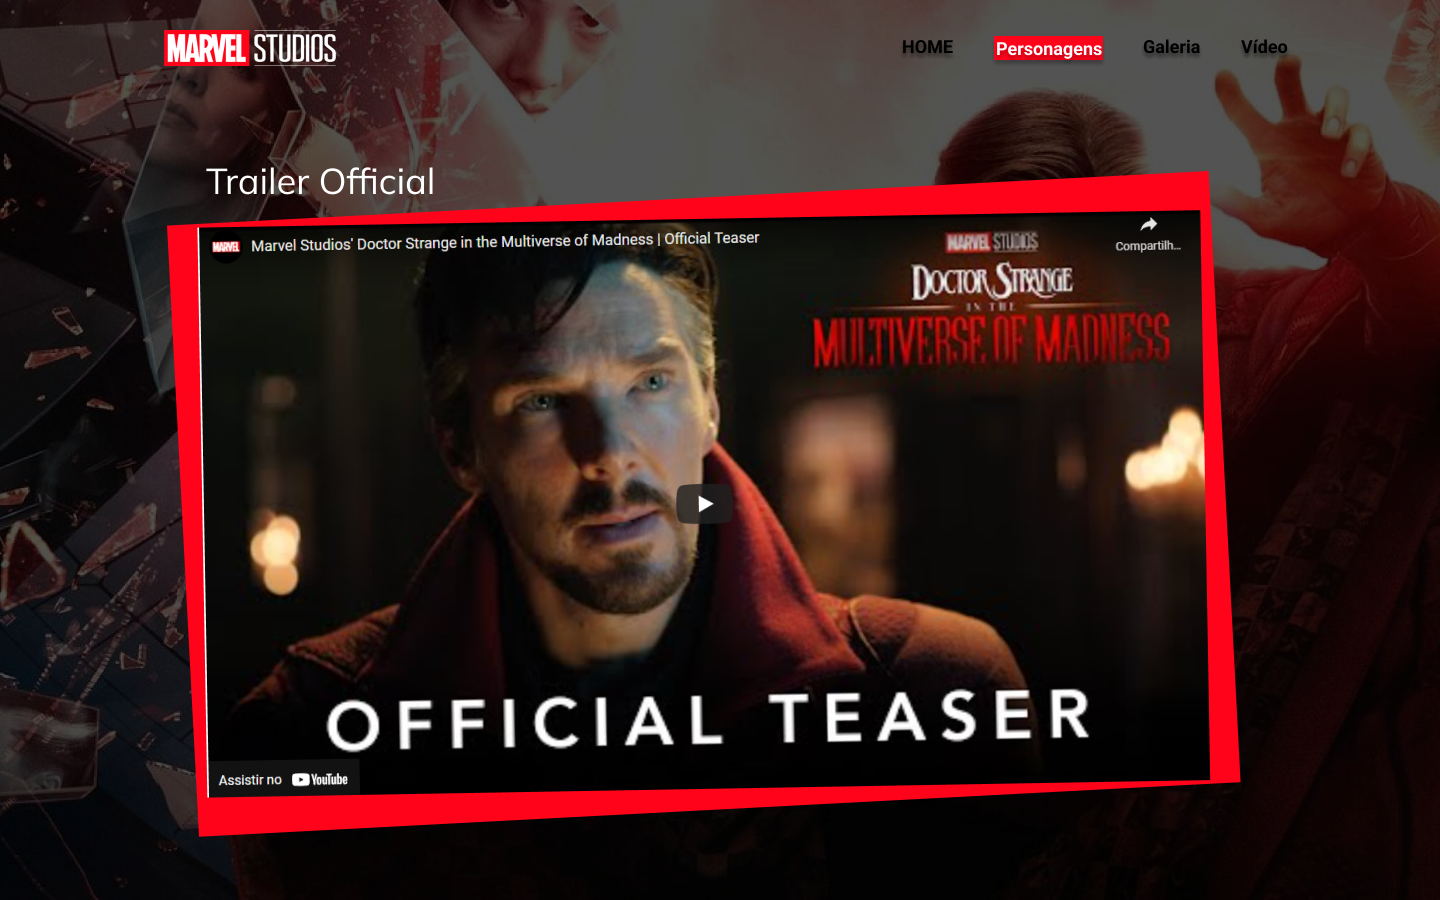 MARVEL STUDIOS
HOME Personagens Galeria Vídeo
Trailer Official
MARVEL Marvel Studios' Doctor Strange in the Multiverse of Madness | Official Teaser
Compartilh...
MARVEL STUDIOS
DOCTOR STRANGE
IN THE
MULTIVERSE OF MADNESS
OFFICIAL TEASER
Assistir no YouTube